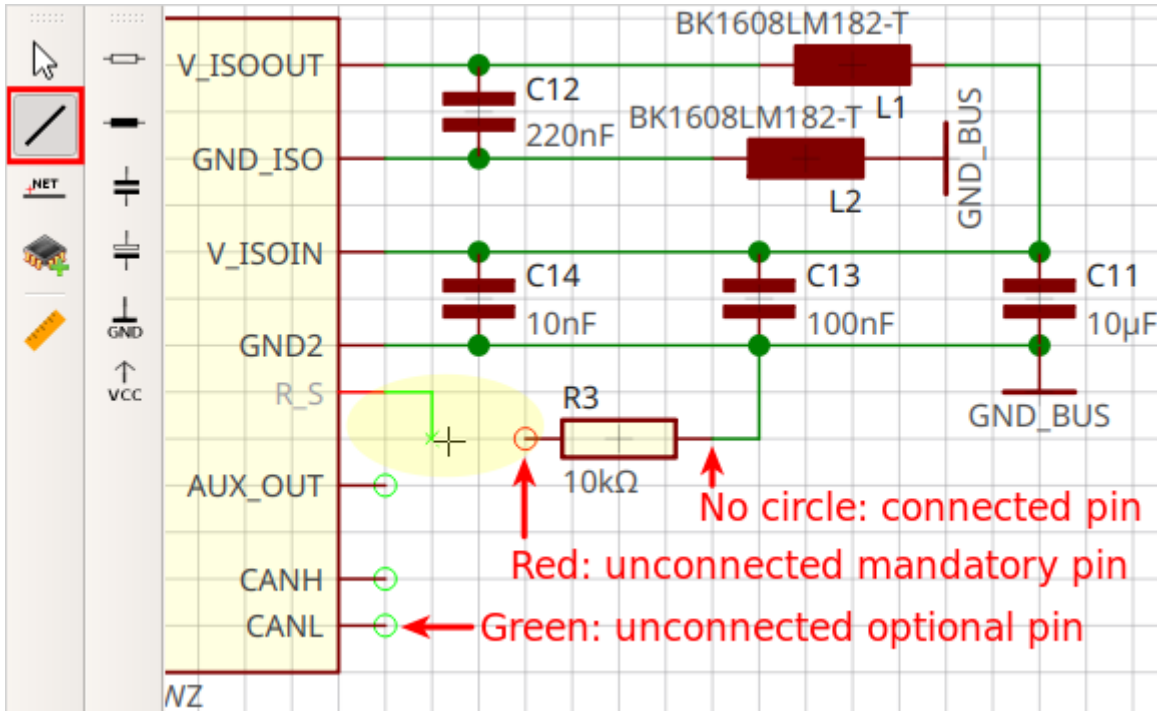 BK1608LM182-T
V_ISOOUT
C12
L1
220nF
BK1608LM182-T
GND_BUS
NET
GND_ISO
L2
V_ISOIN
C14
C13
C11
10nF
100nF
10µF
GND
GND2
VCC
R_S
R3
GND_BUS
10kΩ
AUX_OUT
No circle: connected pin
Red: unconnected mandatory pin
CANH
CANL
Green: unconnected optional pin
WZ